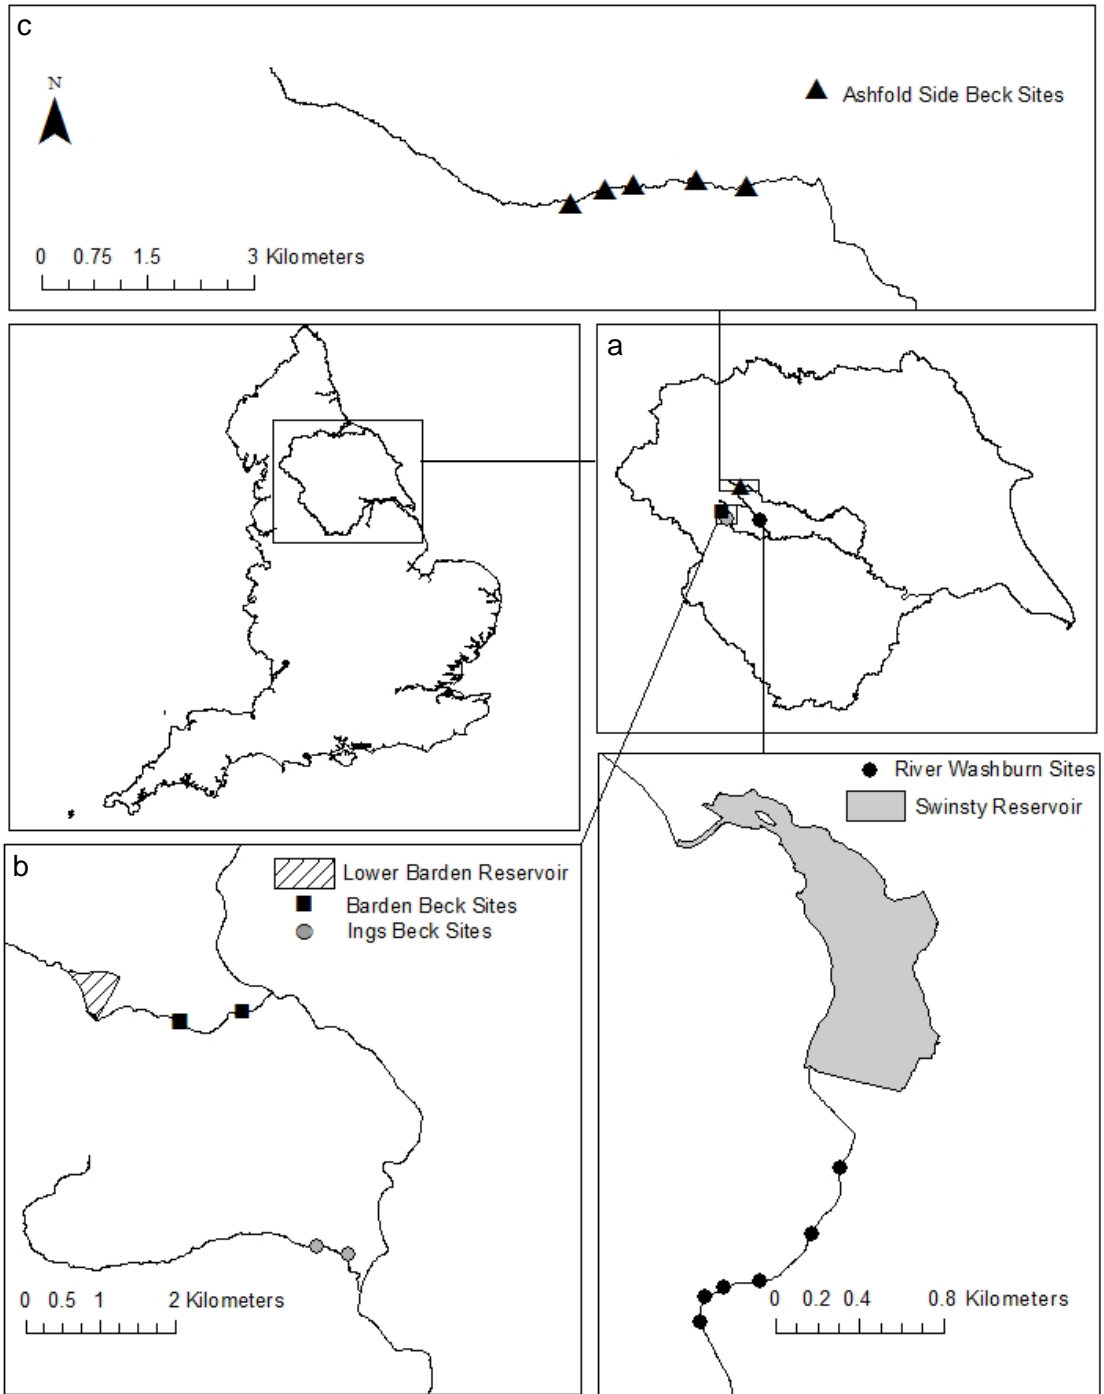 c
N
Ashfold Side Beck Sites
0 0.75 1.5 3 Kilometers
a
River Washburn Sites
Swinsty Reservoir
0 0.2 0.4 0.8 Kilometers
b
Lower Barden Reservoir
Barden Beck Sites
Ings Beck Sites
0 0.5 1 2 Kilometers